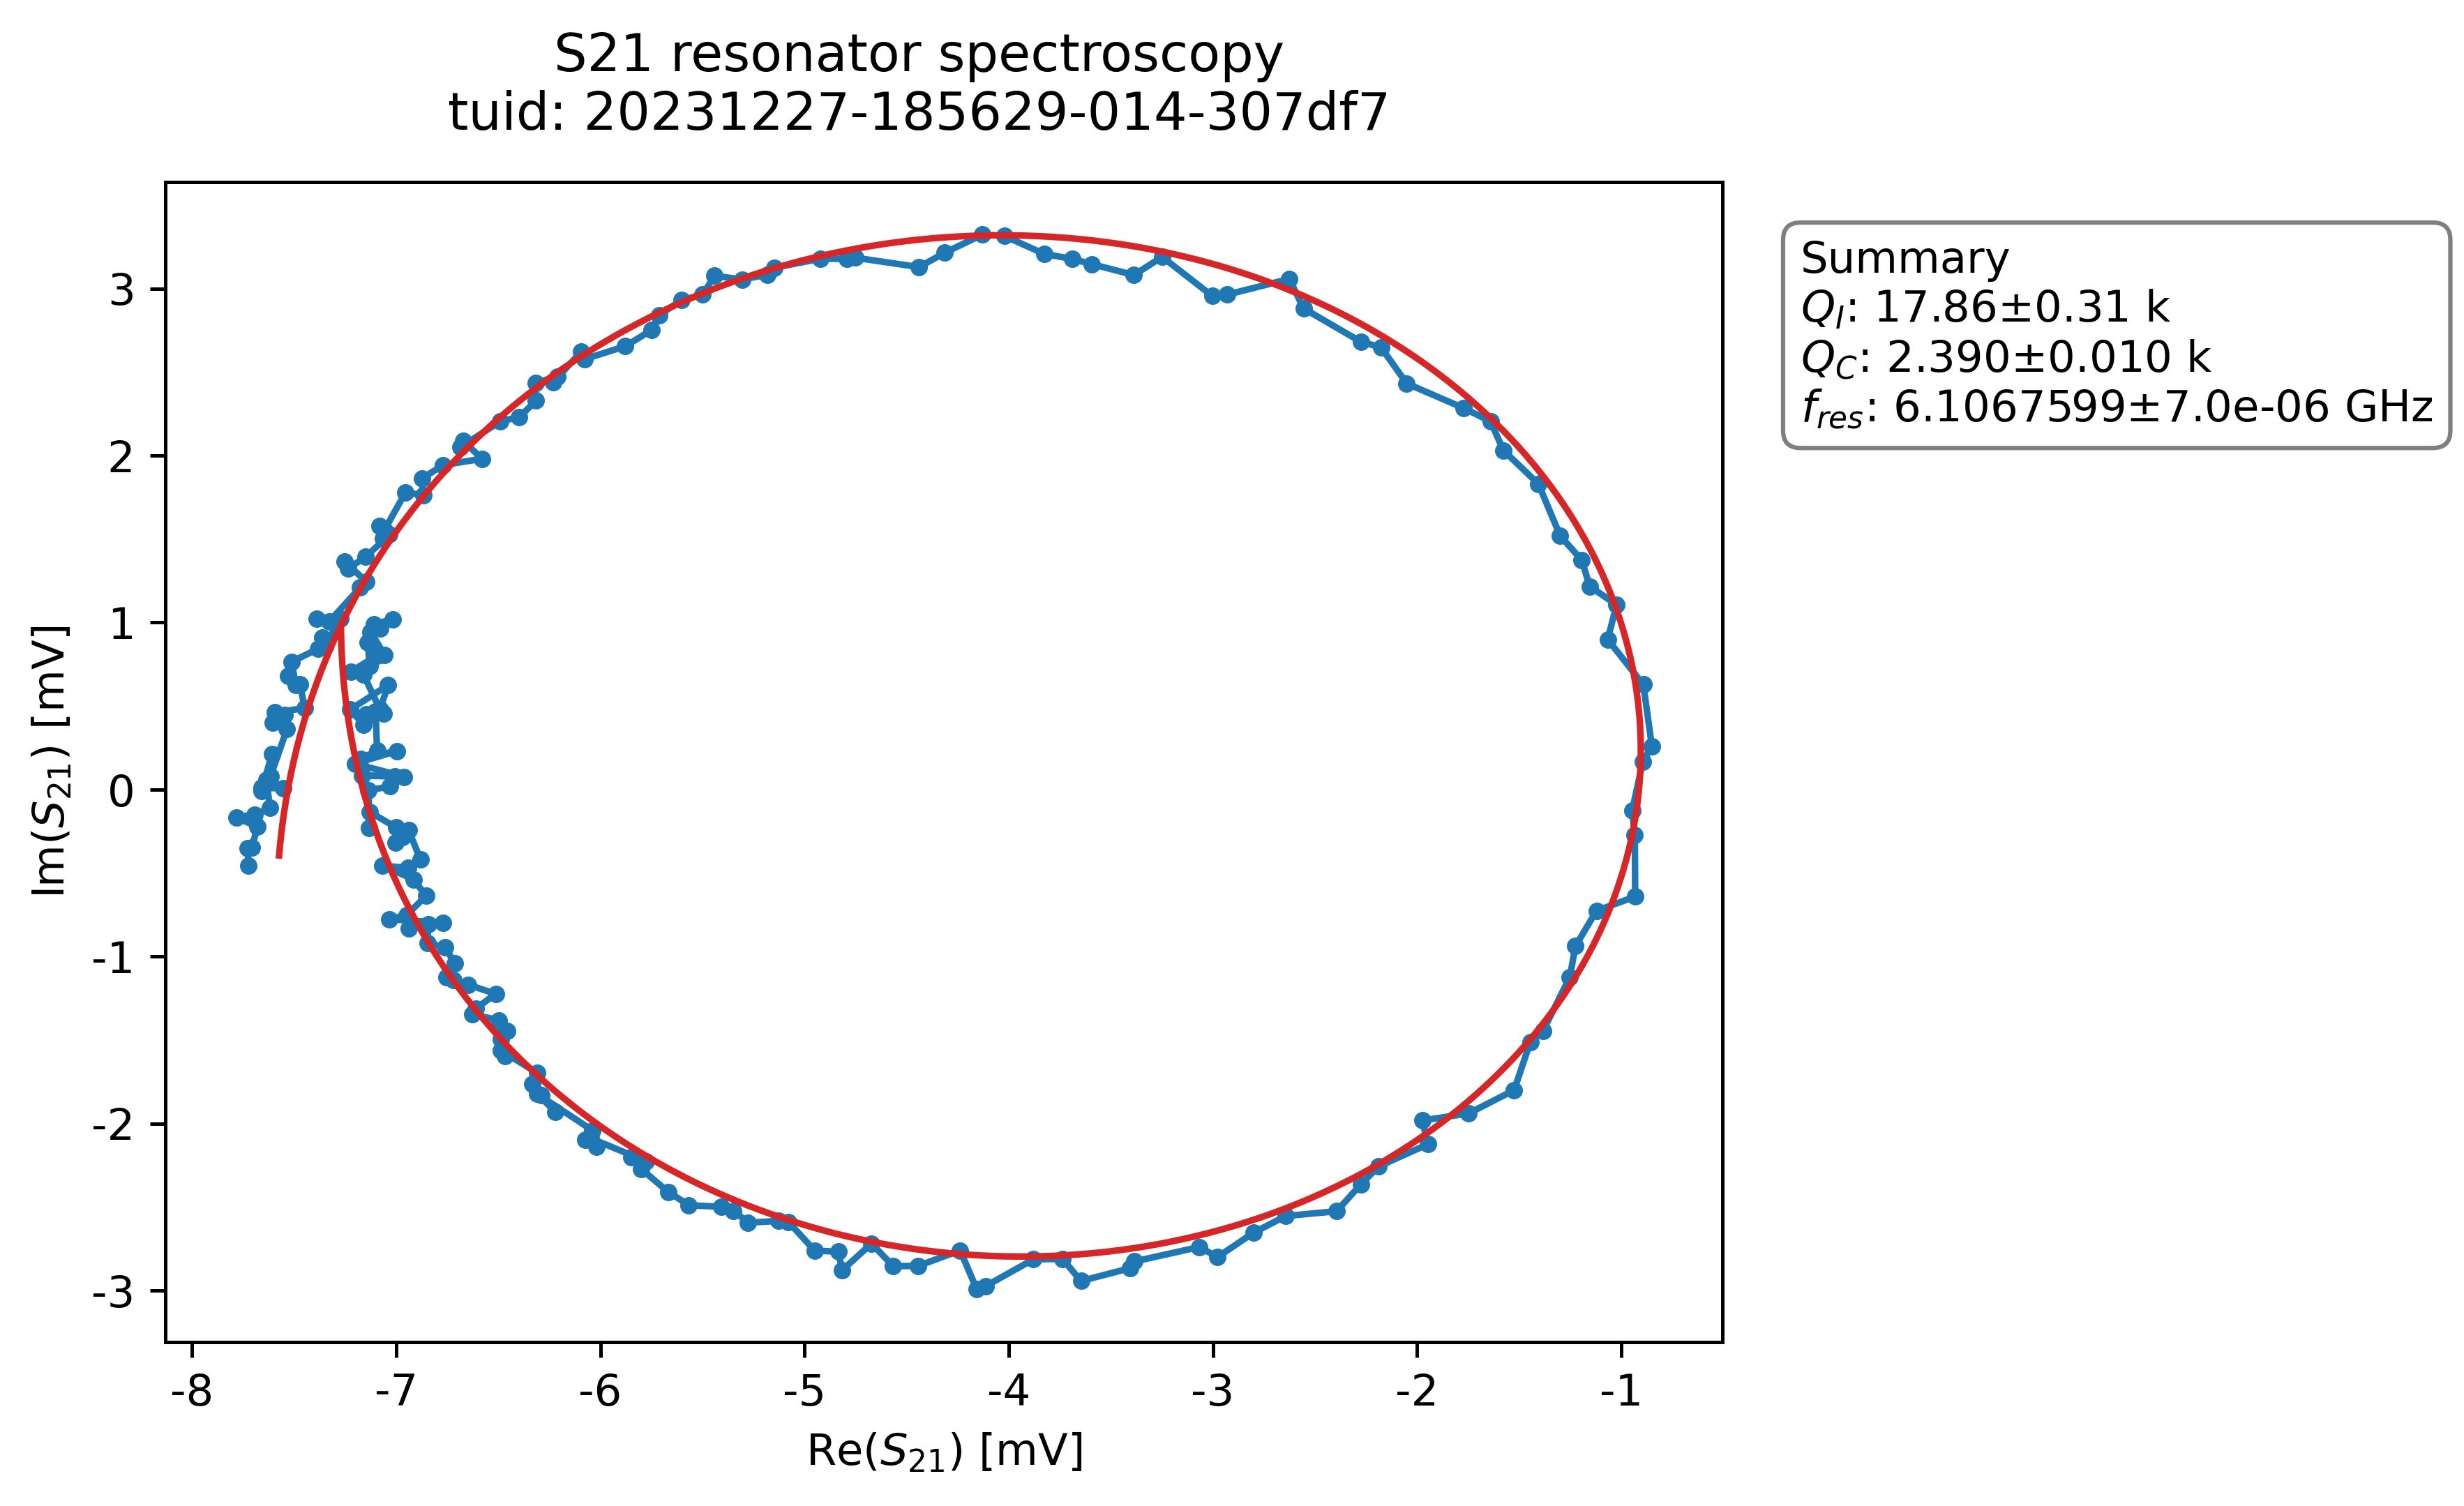 S21 resonator spectroscopy
tuid: 20231227-185629-014-307df7
3
2
1
0
-1
-2
-3
Im(S21) [mV]
-8 -7 -6 -5 -4 -3 -2 -1
Re(S21) [mV]
Summary
QI: 17.86±0.31 k
QC: 2.390±0.010 k
fres: 6.1067599±7.0e-06 GHz